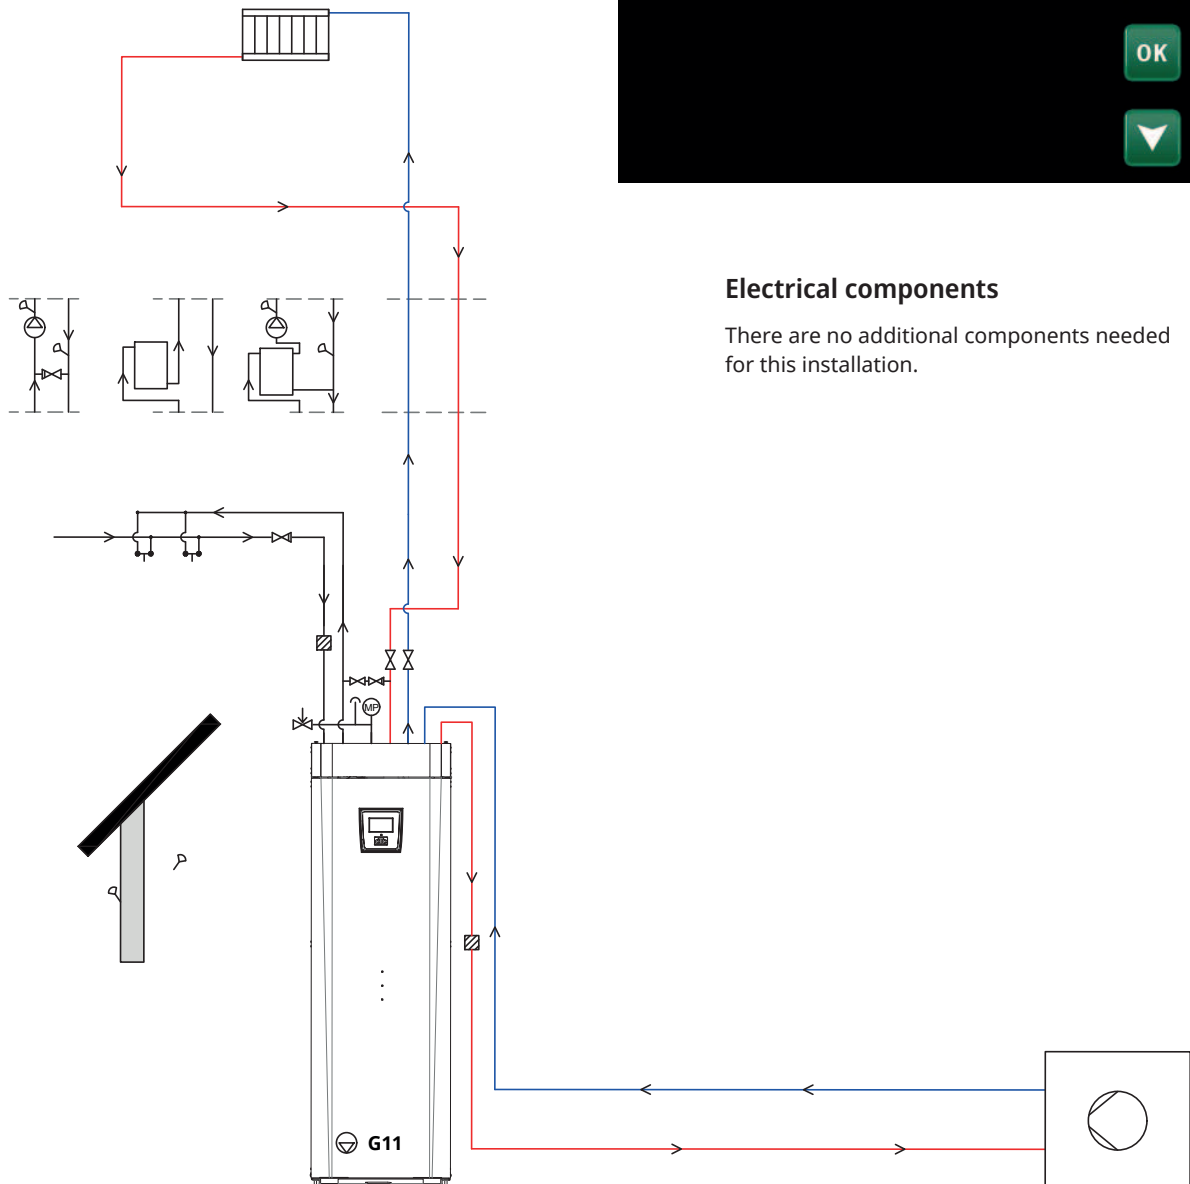 OK
Electrical components
There are no additional components needed
for this installation.
MP
G11